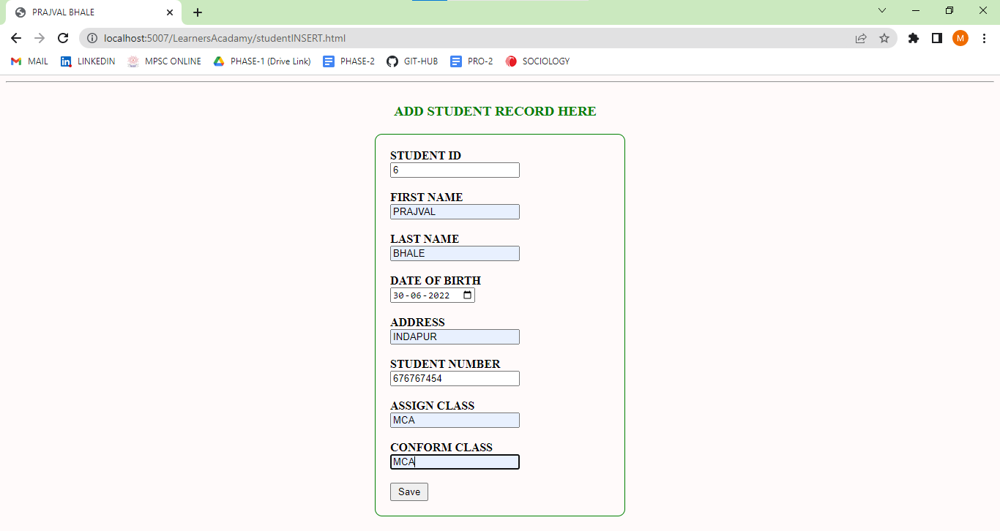 PRAJVAL BHALE
localhost:5007/LearnersAcadamy/studentINSERT.html
M
MAIL LINKEDIN MPSC ONLINE PHASE-1 (Drive Link) PHASE-2 GIT-HUB PRO-2 SOCIOLOGY
ADD STUDENT RECORD HERE
STUDENT ID
6
FIRST NAME
PRAJVAL
LAST NAME
BHALE
DATE OF BIRTH
30-06-2022
ADDRESS
INDAPUR
STUDENT NUMBER
676767454
ASSIGN CLASS
MCA
CONFORM CLASS
MCA
Save